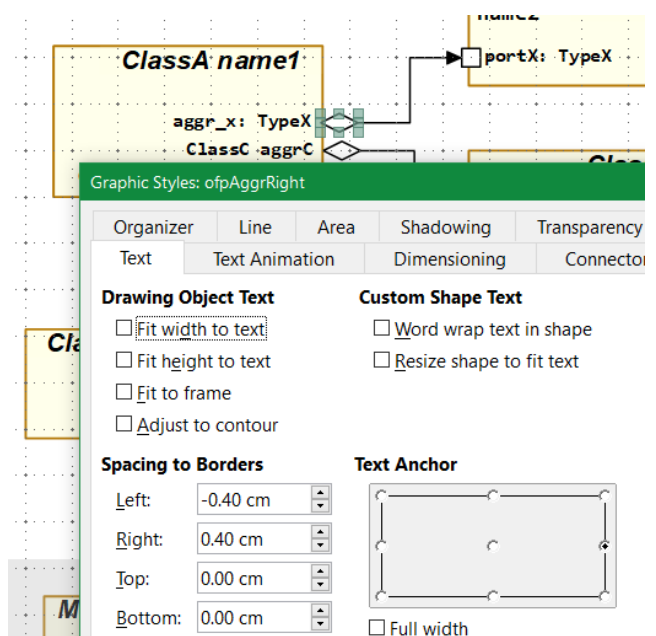 name2
ClassA name1
portX: TypeX
aggr_x: TypeX
ClassC aggrC
Graphic Styles: ofpAggrRight
Organizer Line Area Shadowing Transparency
Text Text Animation Dimensioning Connector
Drawing Object Text Custom Shape Text
Fit width to text Word wrap text in shape
Fit height to text Resize shape to fit text
Fit to frame
Adjust to contour
Spacing to Borders Text Anchor
Left: -0.40 cm
Right: 0.40 cm
Top: 0.00 cm
Bottom: 0.00 cm
Full width